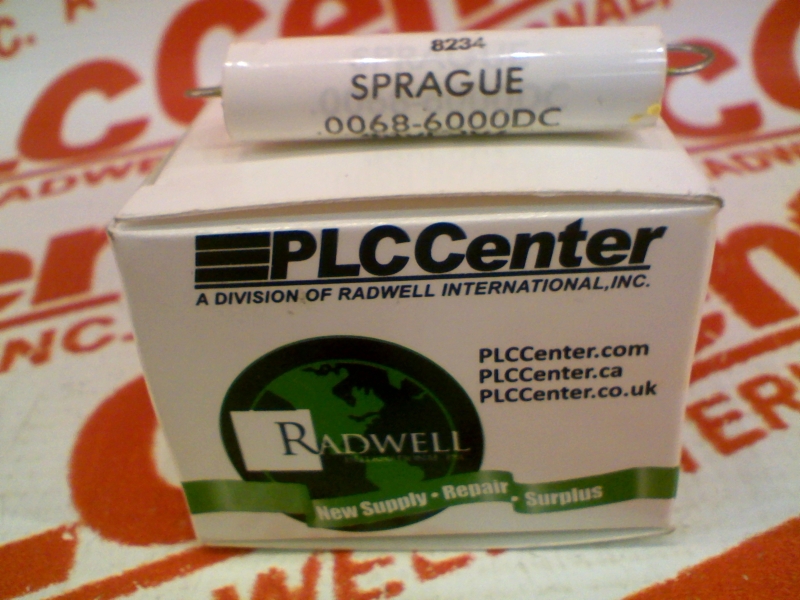 8234
SPRAGUE
.0068-6000DC
PLCCenter
A DIVISION OF RADWELL INTERNATIONAL, INC.
PLCCenter.com
PLCCenter.ca
PLCCenter.co.uk
RADWELL
New Supply • Repair • Surplus